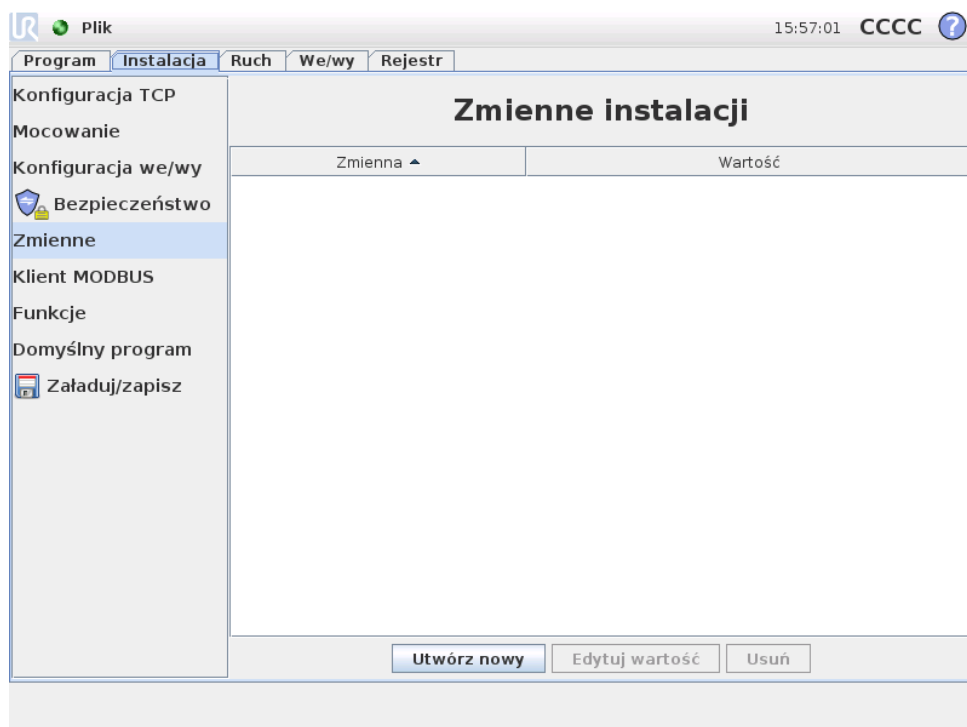 UR Plik 15:57:01 CCCC ?
Program Instalacja Ruch We/wy Rejestr
Konfiguracja TCP
Mocowanie
Konfiguracja we/wy
Bezpieczeństwo
Zmienne
Klient MODBUS
Funkcje
Domyślny program
Załaduj/zapisz
Zmienne instalacji
Zmienna Wartość
Utwórz nowy Edytuj wartość Usuń